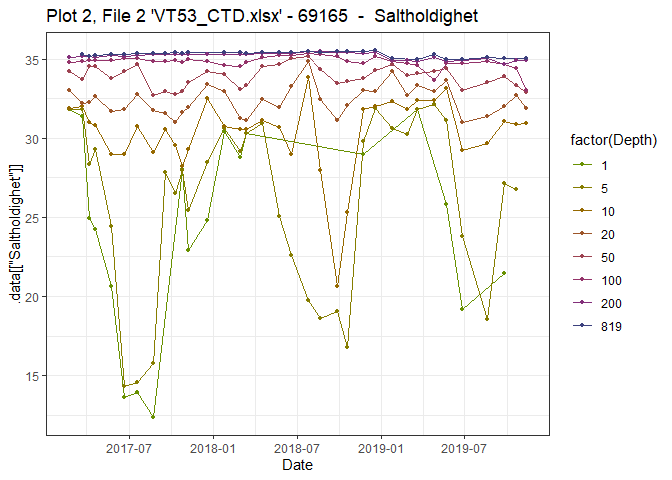 Plot 2, File 2 'VT53_CTD.xlsx' - 69165  -  Saltholdighet
.data[["Saltholdighet"]]
35
30
25
20
15
2017-07 2018-01 2018-07 2019-01 2019-07
Date
factor(Depth)
1
5
10
20
50
100
200
819